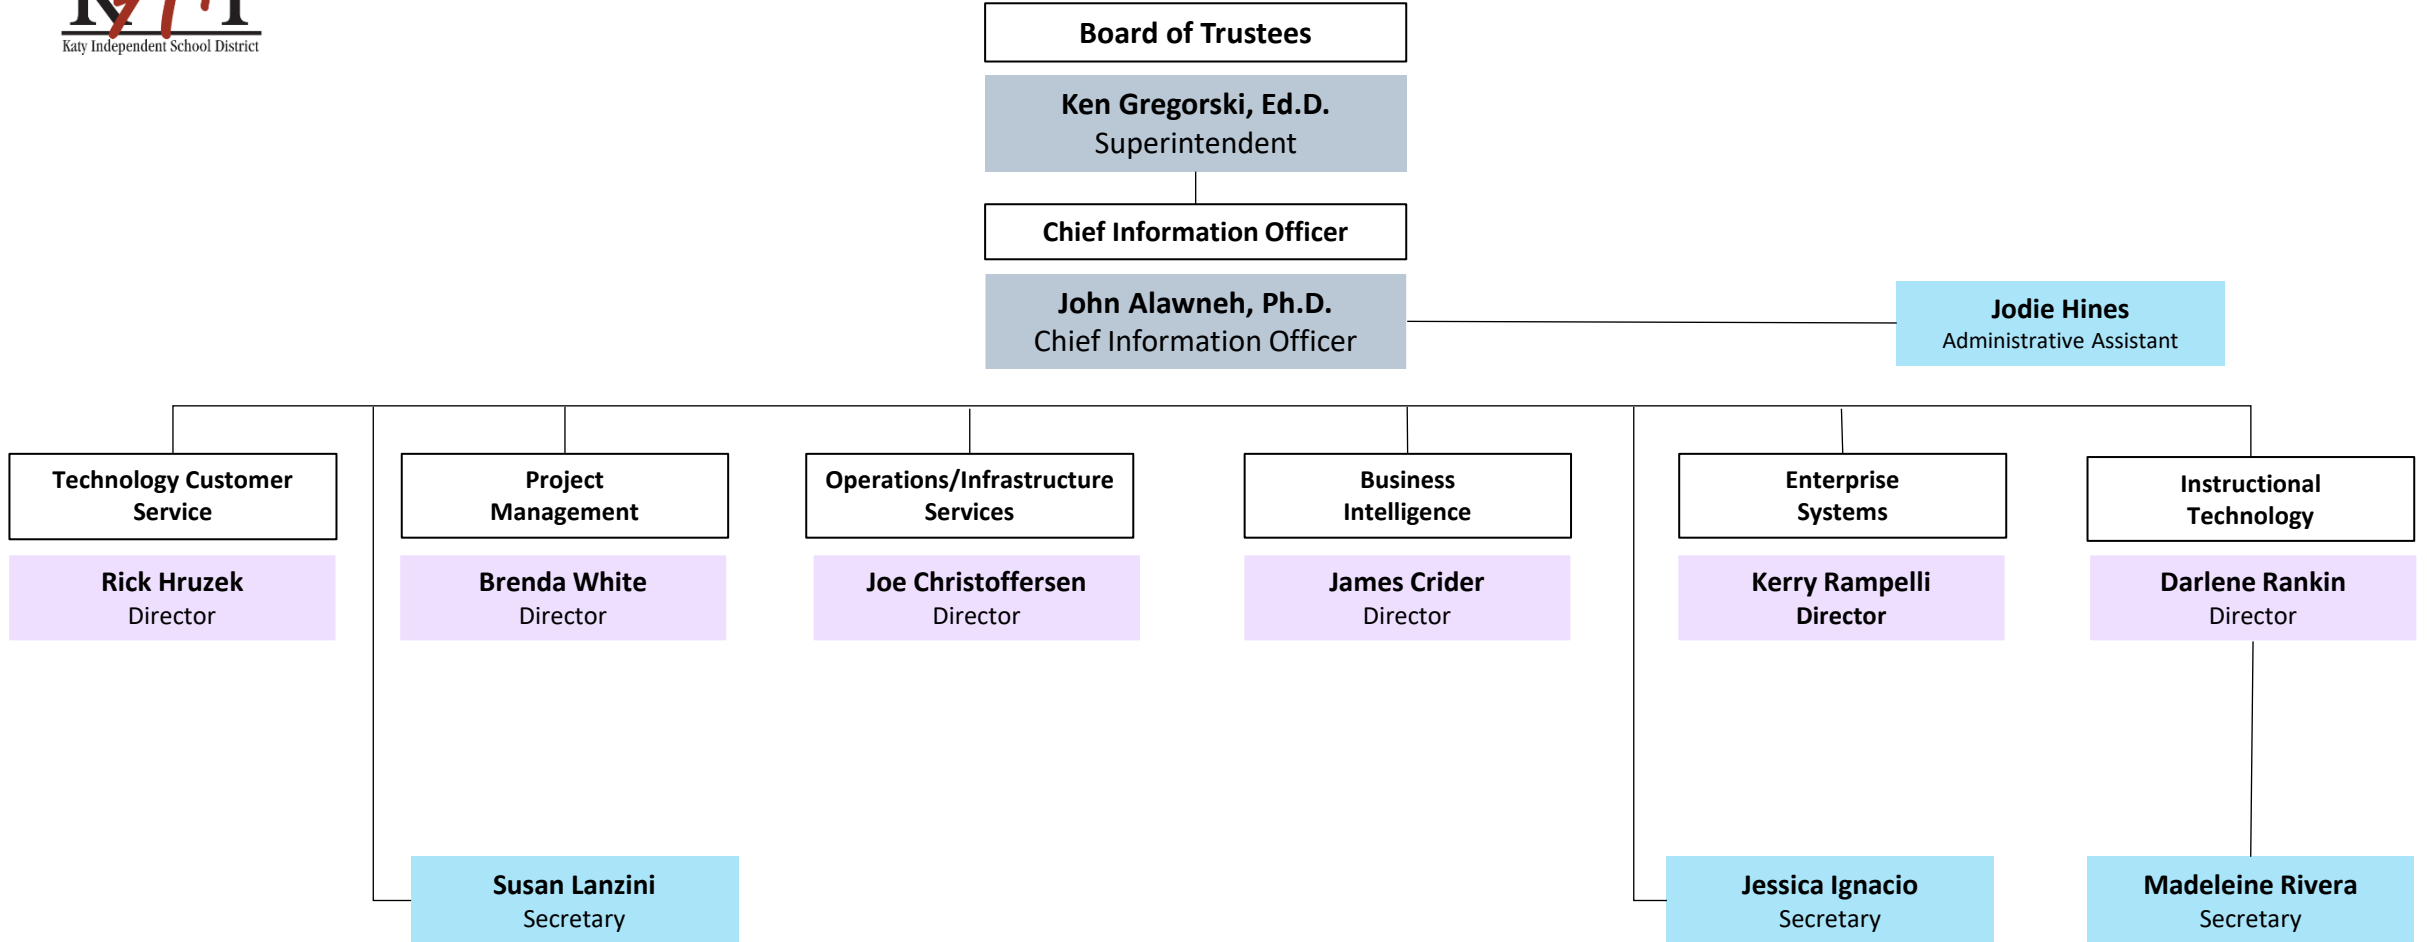 Katy Independent School District
Board of Trustees
Ken Gregorski, Ed.D.
Superintendent
Chief Information Officer
John Alawneh, Ph.D.
Chief Information Officer
Jodie Hines
Administrative Assistant
Technology Customer
Service
Rick Hruzek
Director
Project
Management
Brenda White
Director
Operations/Infrastructure
Services
Joe Christoffersen
Director
Business
Intelligence
James Crider
Director
Enterprise
Systems
Kerry Rampelli
Director
Instructional
Technology
Darlene Rankin
Director
Susan Lanzini
Secretary
Jessica Ignacio
Secretary
Madeleine Rivera
Secretary